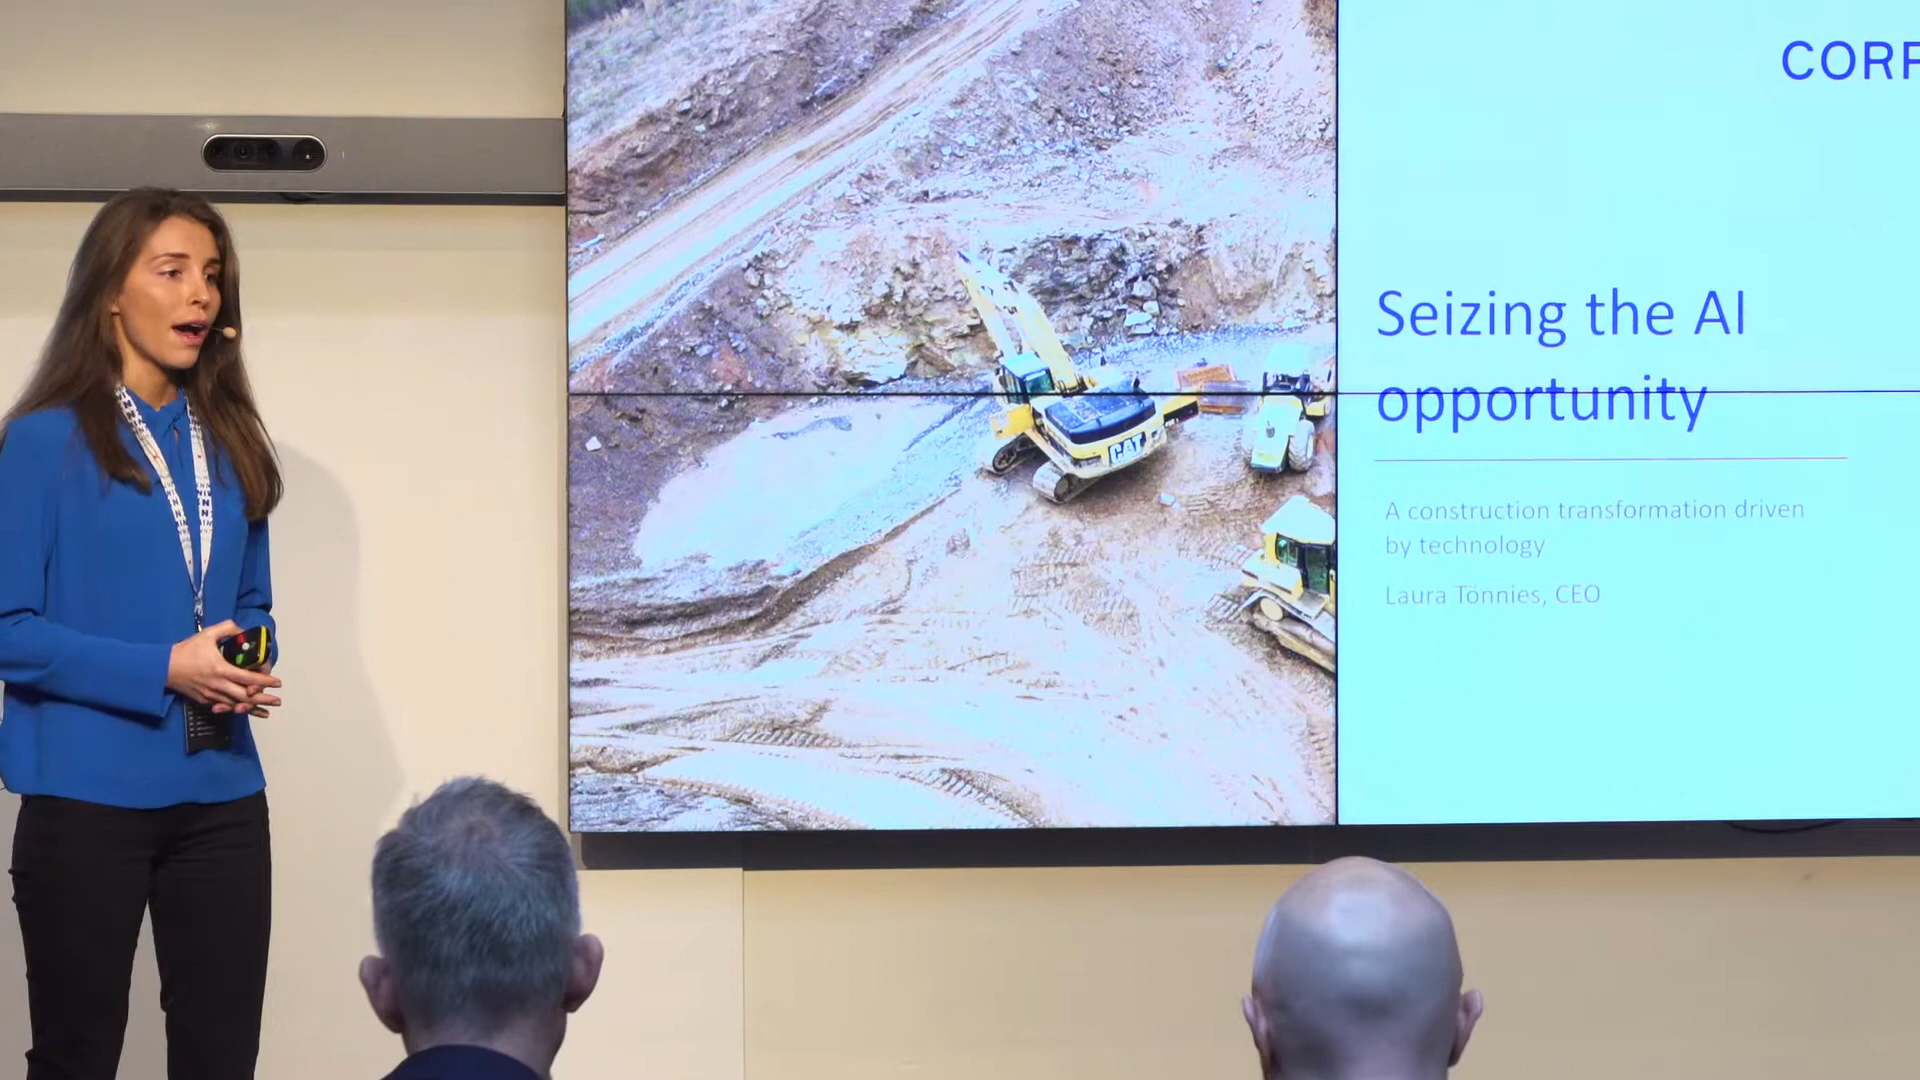 CORP
Seizing the AI
opportunity
A construction transformation driven
by technology
Laura Tönnies, CEO
CAT